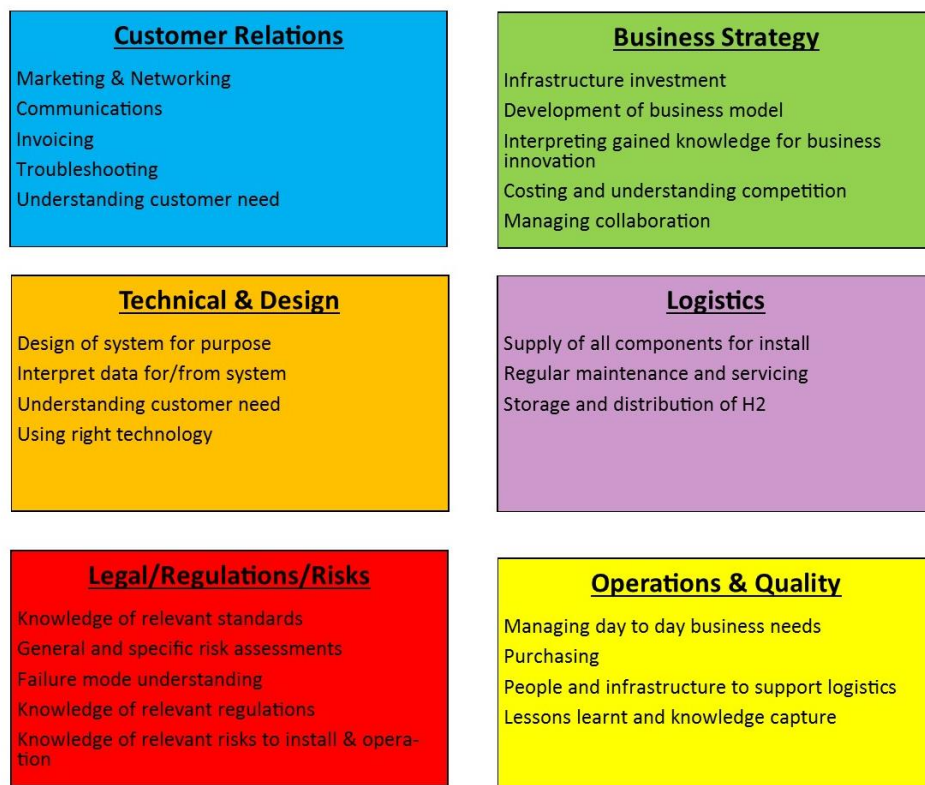 Customer Relations
Marketing & Networking
Communications
Invoicing
Troubleshooting
Understanding customer need
Business Strategy
Infrastructure investment
Development of business model
Interpreting gained knowledge for business
innovation
Costing and understanding competition
Managing collaboration
Technical & Design
Design of system for purpose
Interpret data for/from system
Understanding customer need
Using right technology
Logistics
Supply of all components for install
Regular maintenance and servicing
Storage and distribution of H2
Legal/Regulations/Risks
Knowledge of relevant standards
General and specific risk assessments
Failure mode understanding
Knowledge of relevant regulations
Knowledge of relevant risks to install & opera-
tion
Operations & Quality
Managing day to day business needs
Purchasing
People and infrastructure to support logistics
Lessons learnt and knowledge capture